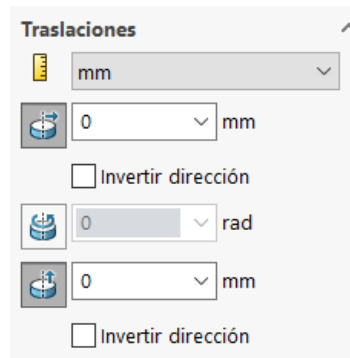 Traslaciones
mm
0 mm
Invertir dirección
0 rad
0 mm
Invertir dirección